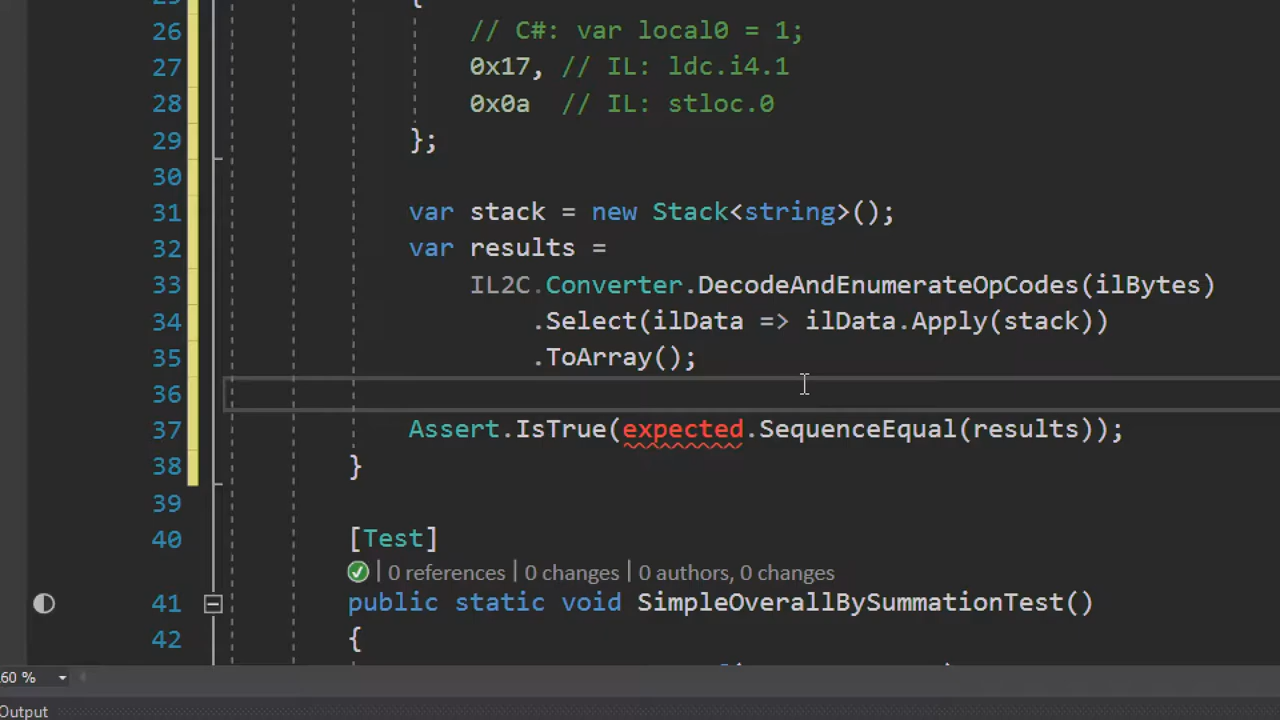 {
26 // C#: var local0 = 1;
27 0x17, // IL: ldc.i4.1
28 0x0a // IL: stloc.0
29 };
30
31 var stack = new Stack<string>();
32 var results =
33 IL2C.Converter.DecodeAndEnumerateOpCodes(ilBytes)
34 .Select(ilData => ilData.Apply(stack))
35 .ToArray();
36
37 Assert.IsTrue(expected.SequenceEqual(results));
38 }
39
40 [Test]
0 references | 0 changes | 0 authors, 0 changes
41 public static void SimpleOverallBySummationTest()
42 {
60 %
Output